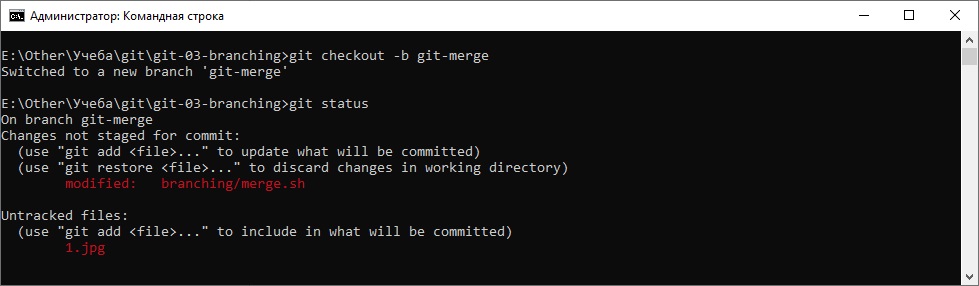 Администратор: Командная строка
E:\Other\Учеба\git\git-03-branching>git checkout -b git-merge
Switched to a new branch 'git-merge'
E:\Other\Учеба\git\git-03-branching>git status
On branch git-merge
Changes not staged for commit:
  (use "git add <file>..." to update what will be committed)
  (use "git restore <file>..." to discard changes in working directory)
        modified:   branching/merge.sh
Untracked files:
  (use "git add <file>..." to include in what will be committed)
        1.jpg